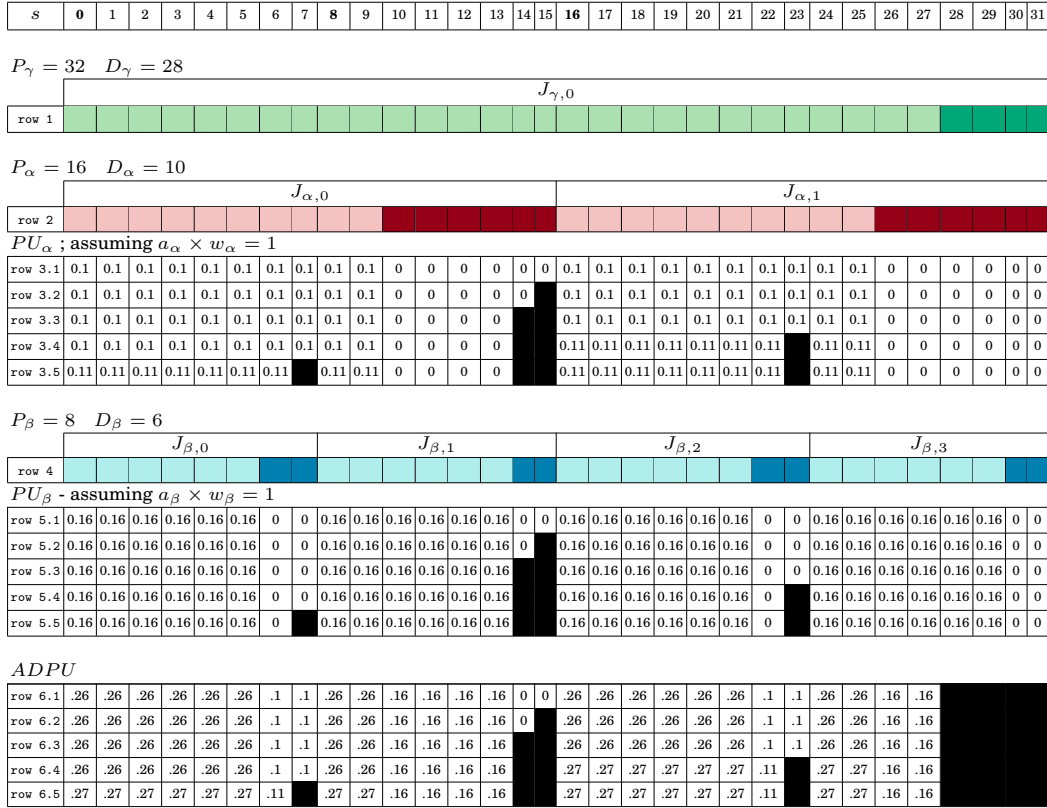 s 0 1 2 3 4 5 6 7 8 9 10 11 12 13 14 15 16 17 18 19 20 21 22 23 24 25 26 27 28 29 30 31
P_γ = 32 D_γ = 28
J_{γ,0}
row 1
P_α = 16 D_α = 10
J_{α,0} J_{α,1}
row 2
PU_α ; assuming a_α × w_α = 1
row 3.1 0.1 0.1 0.1 0.1 0.1 0.1 0.1 0.1 0.1 0.1 0 0 0 0 0 0 0.1 0.1 0.1 0.1 0.1 0.1 0.1 0.1 0.1 0.1 0 0 0 0 0 0
row 3.2 0.1 0.1 0.1 0.1 0.1 0.1 0.1 0.1 0.1 0.1 0 0 0 0 0 0.1 0.1 0.1 0.1 0.1 0.1 0.1 0.1 0.1 0.1 0 0 0 0 0 0
row 3.3 0.1 0.1 0.1 0.1 0.1 0.1 0.1 0.1 0.1 0.1 0 0 0 0 0.1 0.1 0.1 0.1 0.1 0.1 0.1 0.1 0.1 0.1 0 0 0 0 0 0
row 3.4 0.1 0.1 0.1 0.1 0.1 0.1 0.1 0.1 0.1 0.1 0 0 0 0 0.11 0.11 0.11 0.11 0.11 0.11 0.11 0.11 0.11 0 0 0 0 0 0
row 3.5 0.11 0.11 0.11 0.11 0.11 0.11 0.11 0.11 0.11 0 0 0 0 0.11 0.11 0.11 0.11 0.11 0.11 0.11 0.11 0.11 0 0 0 0 0 0
P_β = 8 D_β = 6
J_{β,0} J_{β,1} J_{β,2} J_{β,3}
row 4
PU_β - assuming a_β × w_β = 1
row 5.1 0.16 0.16 0.16 0.16 0.16 0.16 0 0 0.16 0.16 0.16 0.16 0.16 0.16 0 0 0.16 0.16 0.16 0.16 0.16 0.16 0 0 0.16 0.16 0.16 0.16 0.16 0.16 0 0
row 5.2 0.16 0.16 0.16 0.16 0.16 0.16 0 0 0.16 0.16 0.16 0.16 0.16 0.16 0 0.16 0.16 0.16 0.16 0.16 0.16 0 0 0.16 0.16 0.16 0.16 0.16 0.16 0 0
row 5.3 0.16 0.16 0.16 0.16 0.16 0.16 0 0 0.16 0.16 0.16 0.16 0.16 0.16 0.16 0.16 0.16 0.16 0.16 0.16 0 0 0.16 0.16 0.16 0.16 0.16 0.16 0 0
row 5.4 0.16 0.16 0.16 0.16 0.16 0.16 0 0 0.16 0.16 0.16 0.16 0.16 0.16 0.16 0.16 0.16 0.16 0.16 0.16 0 0.16 0.16 0.16 0.16 0.16 0.16 0 0
row 5.5 0.16 0.16 0.16 0.16 0.16 0.16 0 0.16 0.16 0.16 0.16 0.16 0.16 0.16 0.16 0.16 0.16 0.16 0.16 0 0.16 0.16 0.16 0.16 0.16 0.16 0 0
ADPU
row 6.1 .26 .26 .26 .26 .26 .26 .1 .1 .26 .26 .16 .16 .16 .16 0 0 .26 .26 .26 .26 .26 .26 .1 .1 .26 .26 .16 .16
row 6.2 .26 .26 .26 .26 .26 .26 .1 .1 .26 .26 .16 .16 .16 .16 0 .26 .26 .26 .26 .26 .26 .1 .1 .26 .26 .16 .16
row 6.3 .26 .26 .26 .26 .26 .26 .1 .1 .26 .26 .16 .16 .16 .16 .26 .26 .26 .26 .26 .26 .1 .1 .26 .26 .16 .16
row 6.4 .26 .26 .26 .26 .26 .26 .1 .1 .26 .26 .16 .16 .16 .16 .27 .27 .27 .27 .27 .27 .11 .27 .27 .16 .16
row 6.5 .27 .27 .27 .27 .27 .27 .11 .27 .27 .16 .16 .16 .16 .27 .27 .27 .27 .27 .27 .11 .27 .27 .16 .16